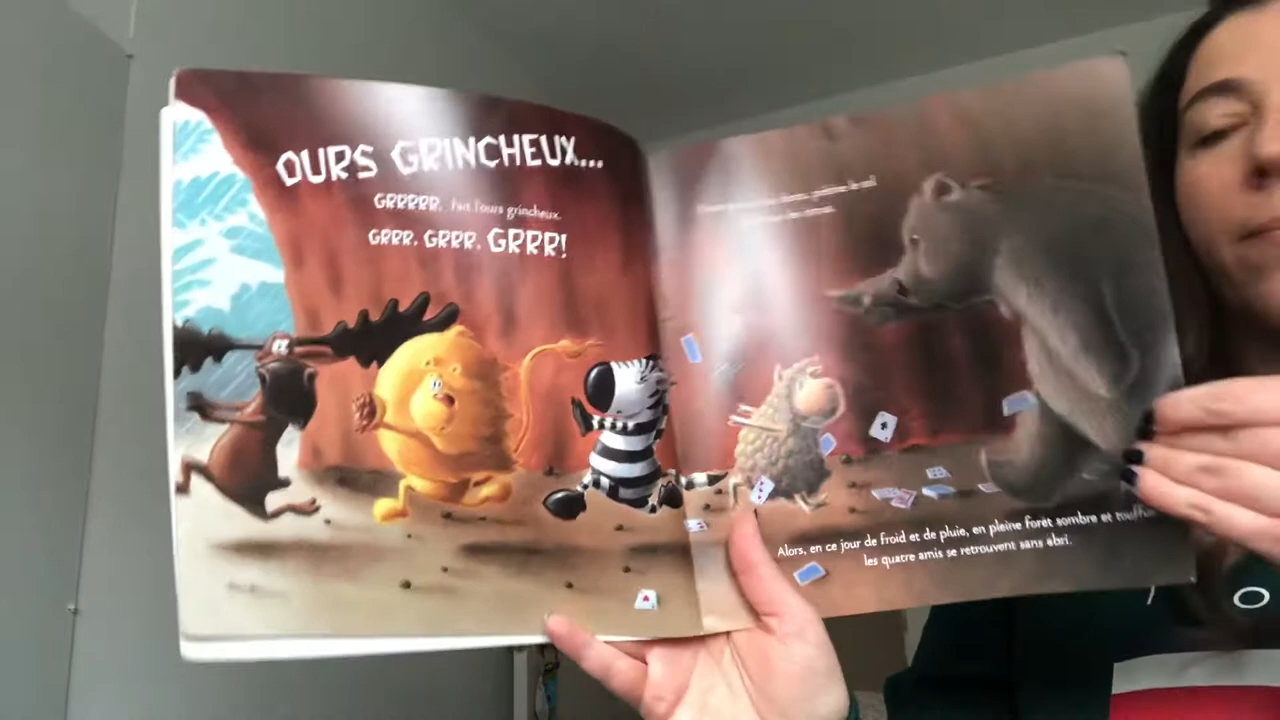 OURS GRINCHEUX...
GRRRRR, fait l'ours grincheux.
GRRR, GRRR, GRRR!
Alors, en ce jour de froid et de pluie, en pleine forêt sombre et touffue,
les quatre amis se retrouvent sans abri.